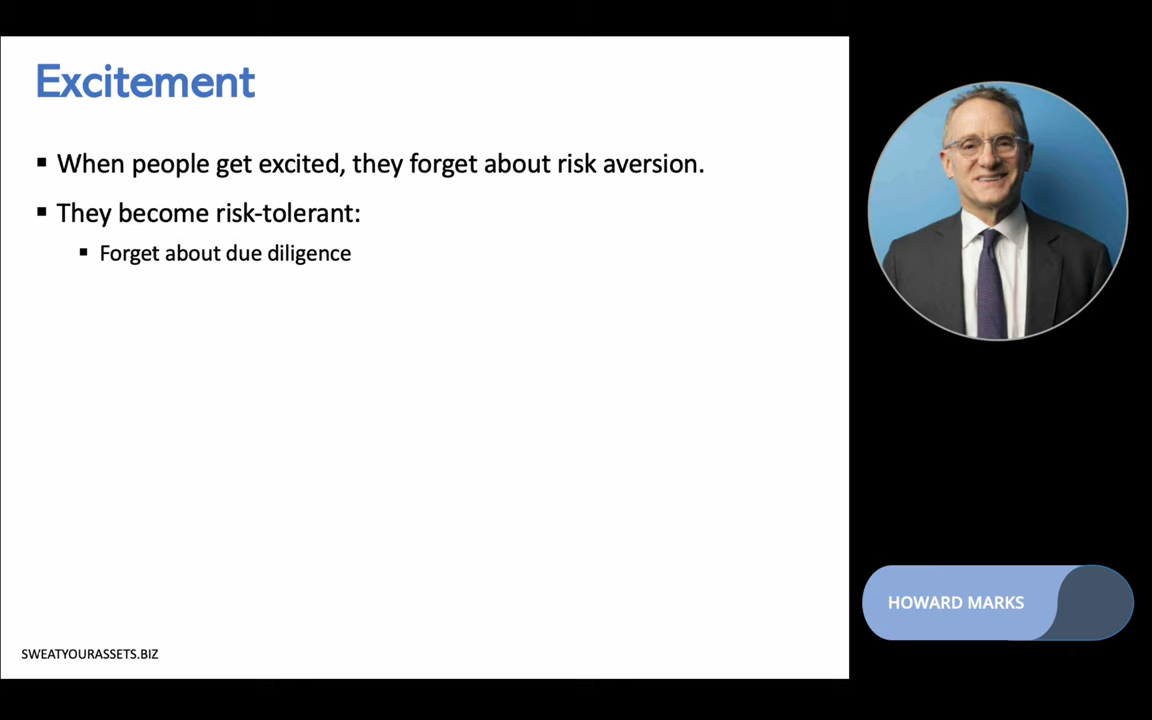 Excitement
▪ When people get excited, they forget about risk aversion.
▪ They become risk-tolerant:
▪ Forget about due diligence
HOWARD MARKS
SWEATYOURASSETS.BIZ